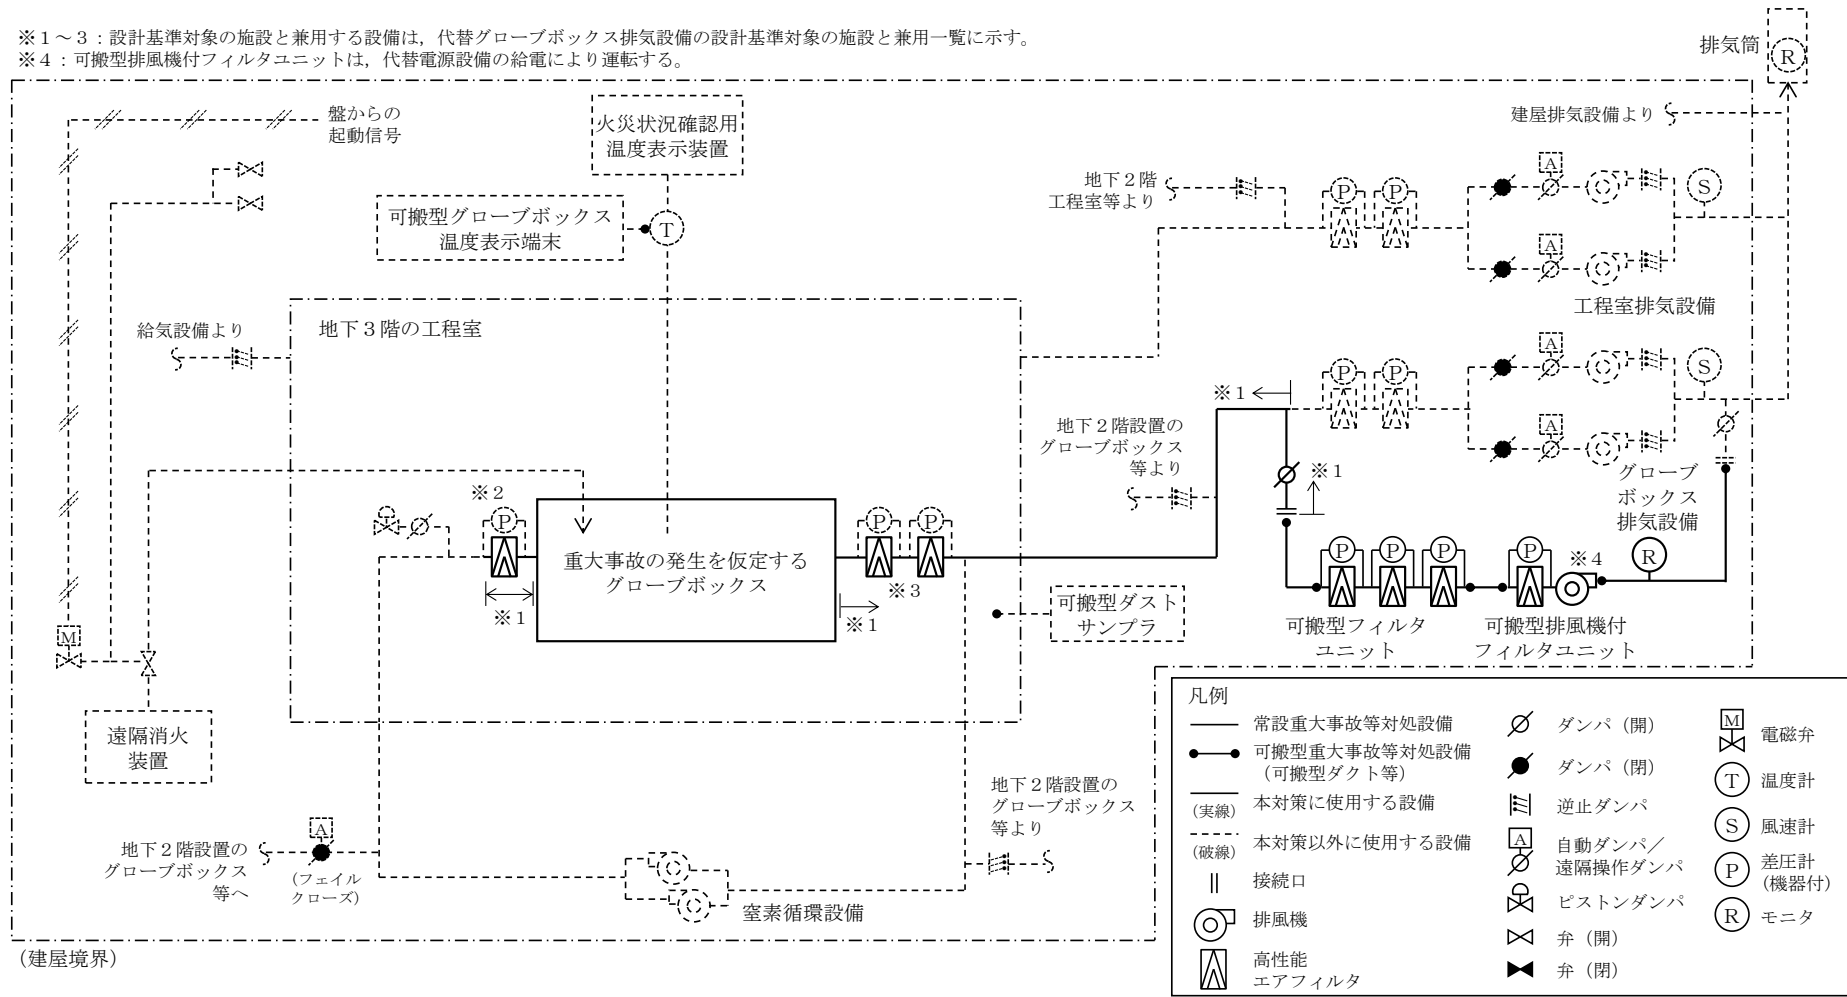 ※１～３：設計基準対象の施設と兼用する設備は，代替グローブボックス排気設備の設計基準対象の施設と兼用一覧に示す。
※４：可搬型排風機付フィルタユニットは，代替電源設備の給電により運転する。
排気筒
R
盤からの
起動信号
火災状況確認用
温度表示装置
建屋排気設備より
可搬型グローブボックス
温度表示端末
T
地下２階
工程室等より
P
P
A
S
A
工程室排気設備
給気設備より
地下３階の工程室
※１
P
P
A
S
A
地下２階設置の
グローブボックス
等より
※１
グローブ
ボックス
排気設備
※２
P
重大事故の発生を仮定する
グローブボックス
P
P
※３
※１
※１
P
P
P
P
※４
R
可搬型フィルタ
ユニット
可搬型排風機付
フィルタユニット
可搬型ダスト
サンプラ
M
遠隔消火
装置
地下２階設置の
グローブボックス
等へ
A
（フェイル
クローズ）
窒素循環設備
地下２階設置の
グローブボックス
等より
（建屋境界）
凡例
常設重大事故等対処設備
可搬型重大事故等対処設備
（可搬型ダクト等）
（実線）
本対策に使用する設備
（破線）
本対策以外に使用する設備
接続口
排風機
高性能
エアフィルタ
ダンパ（開）
ダンパ（閉）
逆止ダンパ
A
自動ダンパ／
遠隔操作ダンパ
ピストンダンパ
弁（開）
弁（閉）
M
電磁弁
T
温度計
S
風速計
P
差圧計
（機器付）
R
モニタ